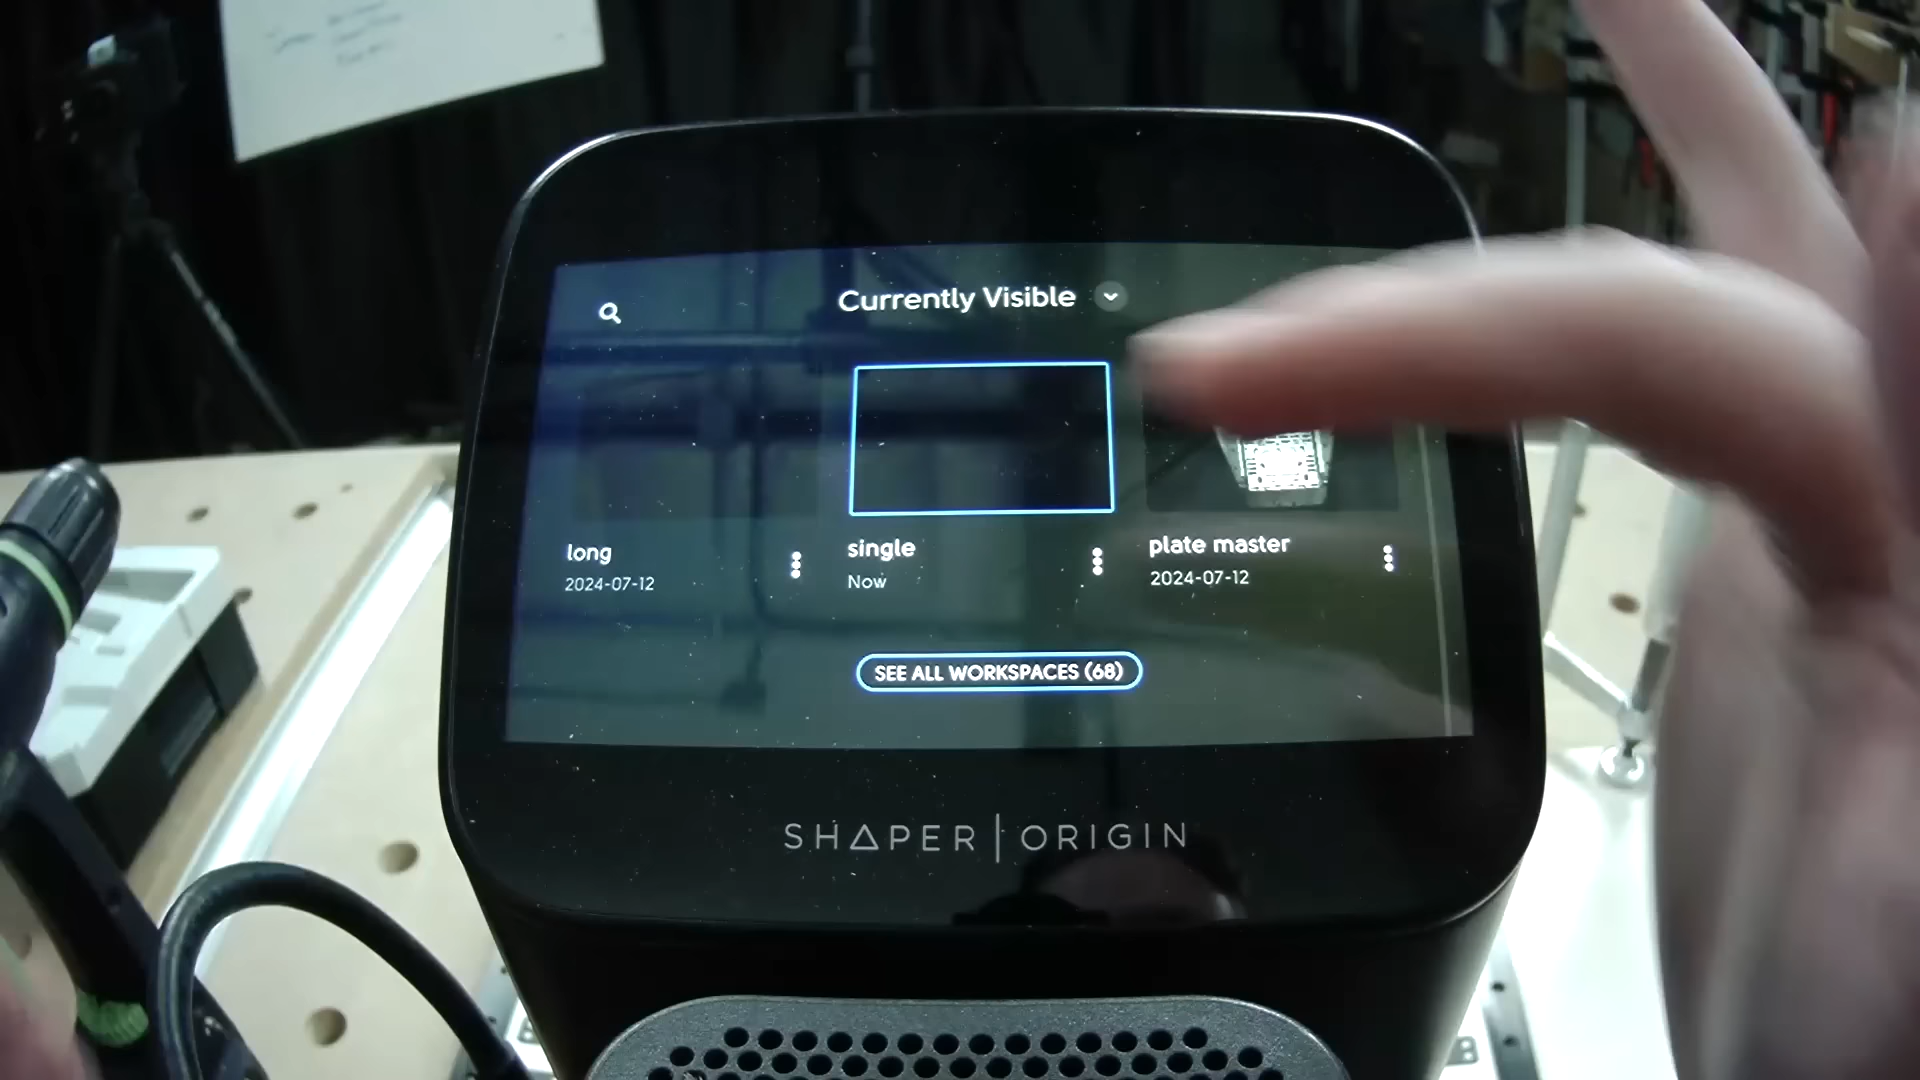 Currently Visible
long
2024-07-12
single
Now
plate master
2024-07-12
SEE ALL WORKSPACES (68)
SHAPER | ORIGIN